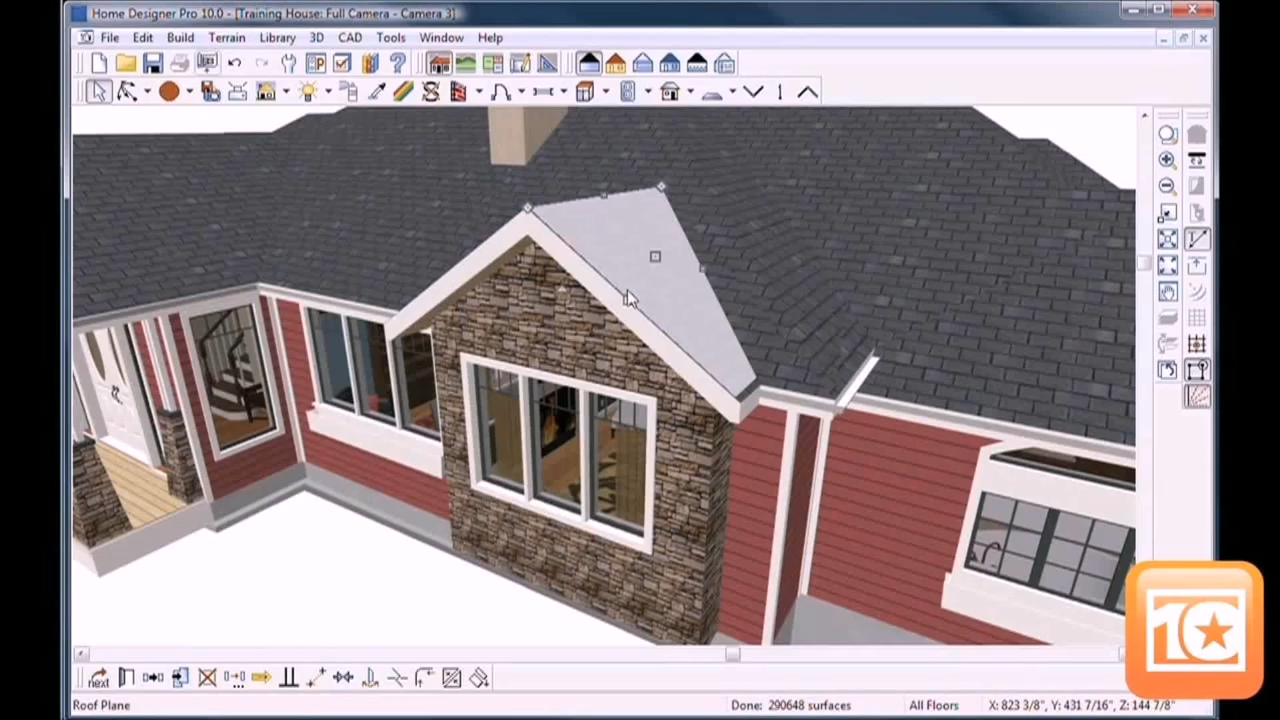 Home Designer Pro 10.0 - [Training House: Full Camera - Camera 3]
File Edit Build Terrain Library 3D CAD Tools Window Help
next
10
Roof Plane Done: 290648 surfaces All Floors X: 823 3/8", Y: 431 7/16", Z: 144 7/8"